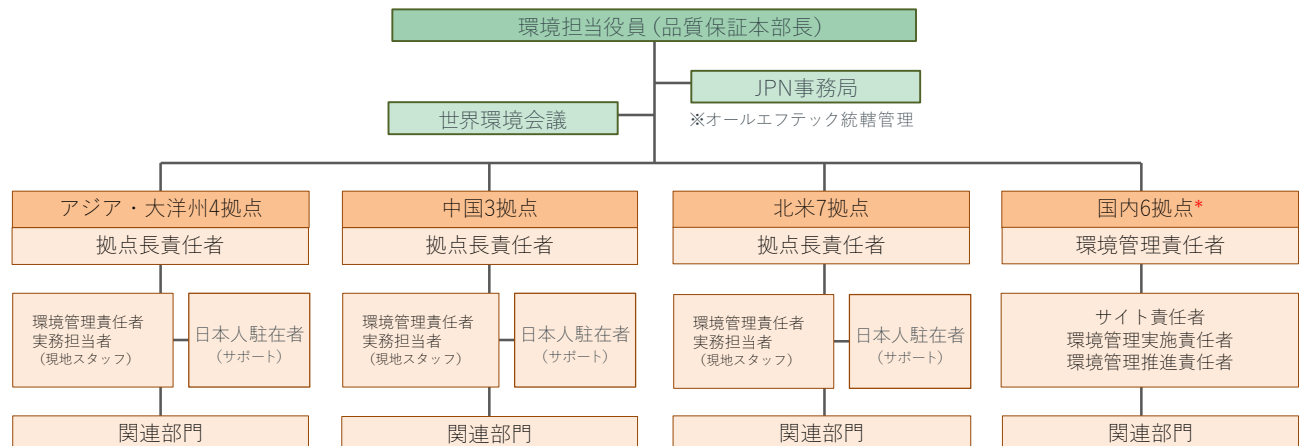 環境担当役員(品質保証本部長)
JPN事務局
世界環境会議
※オールエフテック統轄管理
アジア・大洋州4拠点
拠点長責任者
環境管理責任者
実務担当者
(現地スタッフ)
日本人駐在者
(サポート)
関連部門
中国3拠点
拠点長責任者
環境管理責任者
実務担当者
(現地スタッフ)
日本人駐在者
(サポート)
関連部門
北米7拠点
拠点長責任者
環境管理責任者
実務担当者
(現地スタッフ)
日本人駐在者
(サポート)
関連部門
国内6拠点*
環境管理責任者
サイト責任者
環境管理実施責任者
環境管理推進責任者
関連部門